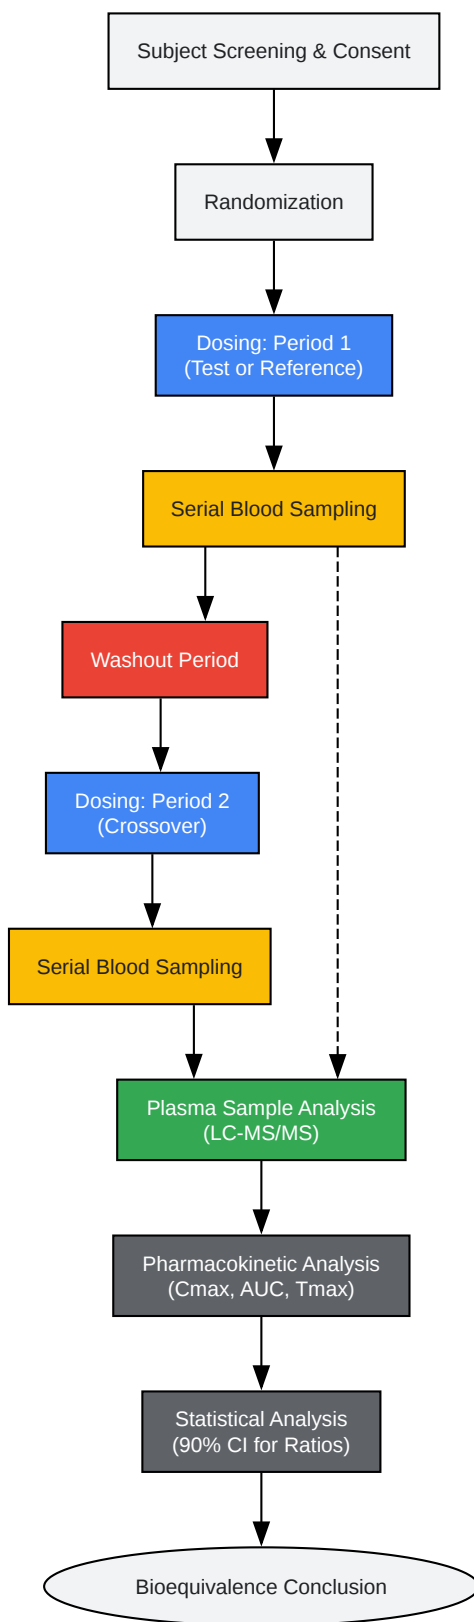 Subject Screening & Consent
Randomization
Dosing: Period 1
(Test or Reference)
Serial Blood Sampling
Washout Period
Dosing: Period 2
(Crossover)
Serial Blood Sampling
Plasma Sample Analysis
(LC-MS/MS)
Pharmacokinetic Analysis
(Cmax, AUC, Tmax)
Statistical Analysis
(90% CI for Ratios)
Bioequivalence Conclusion